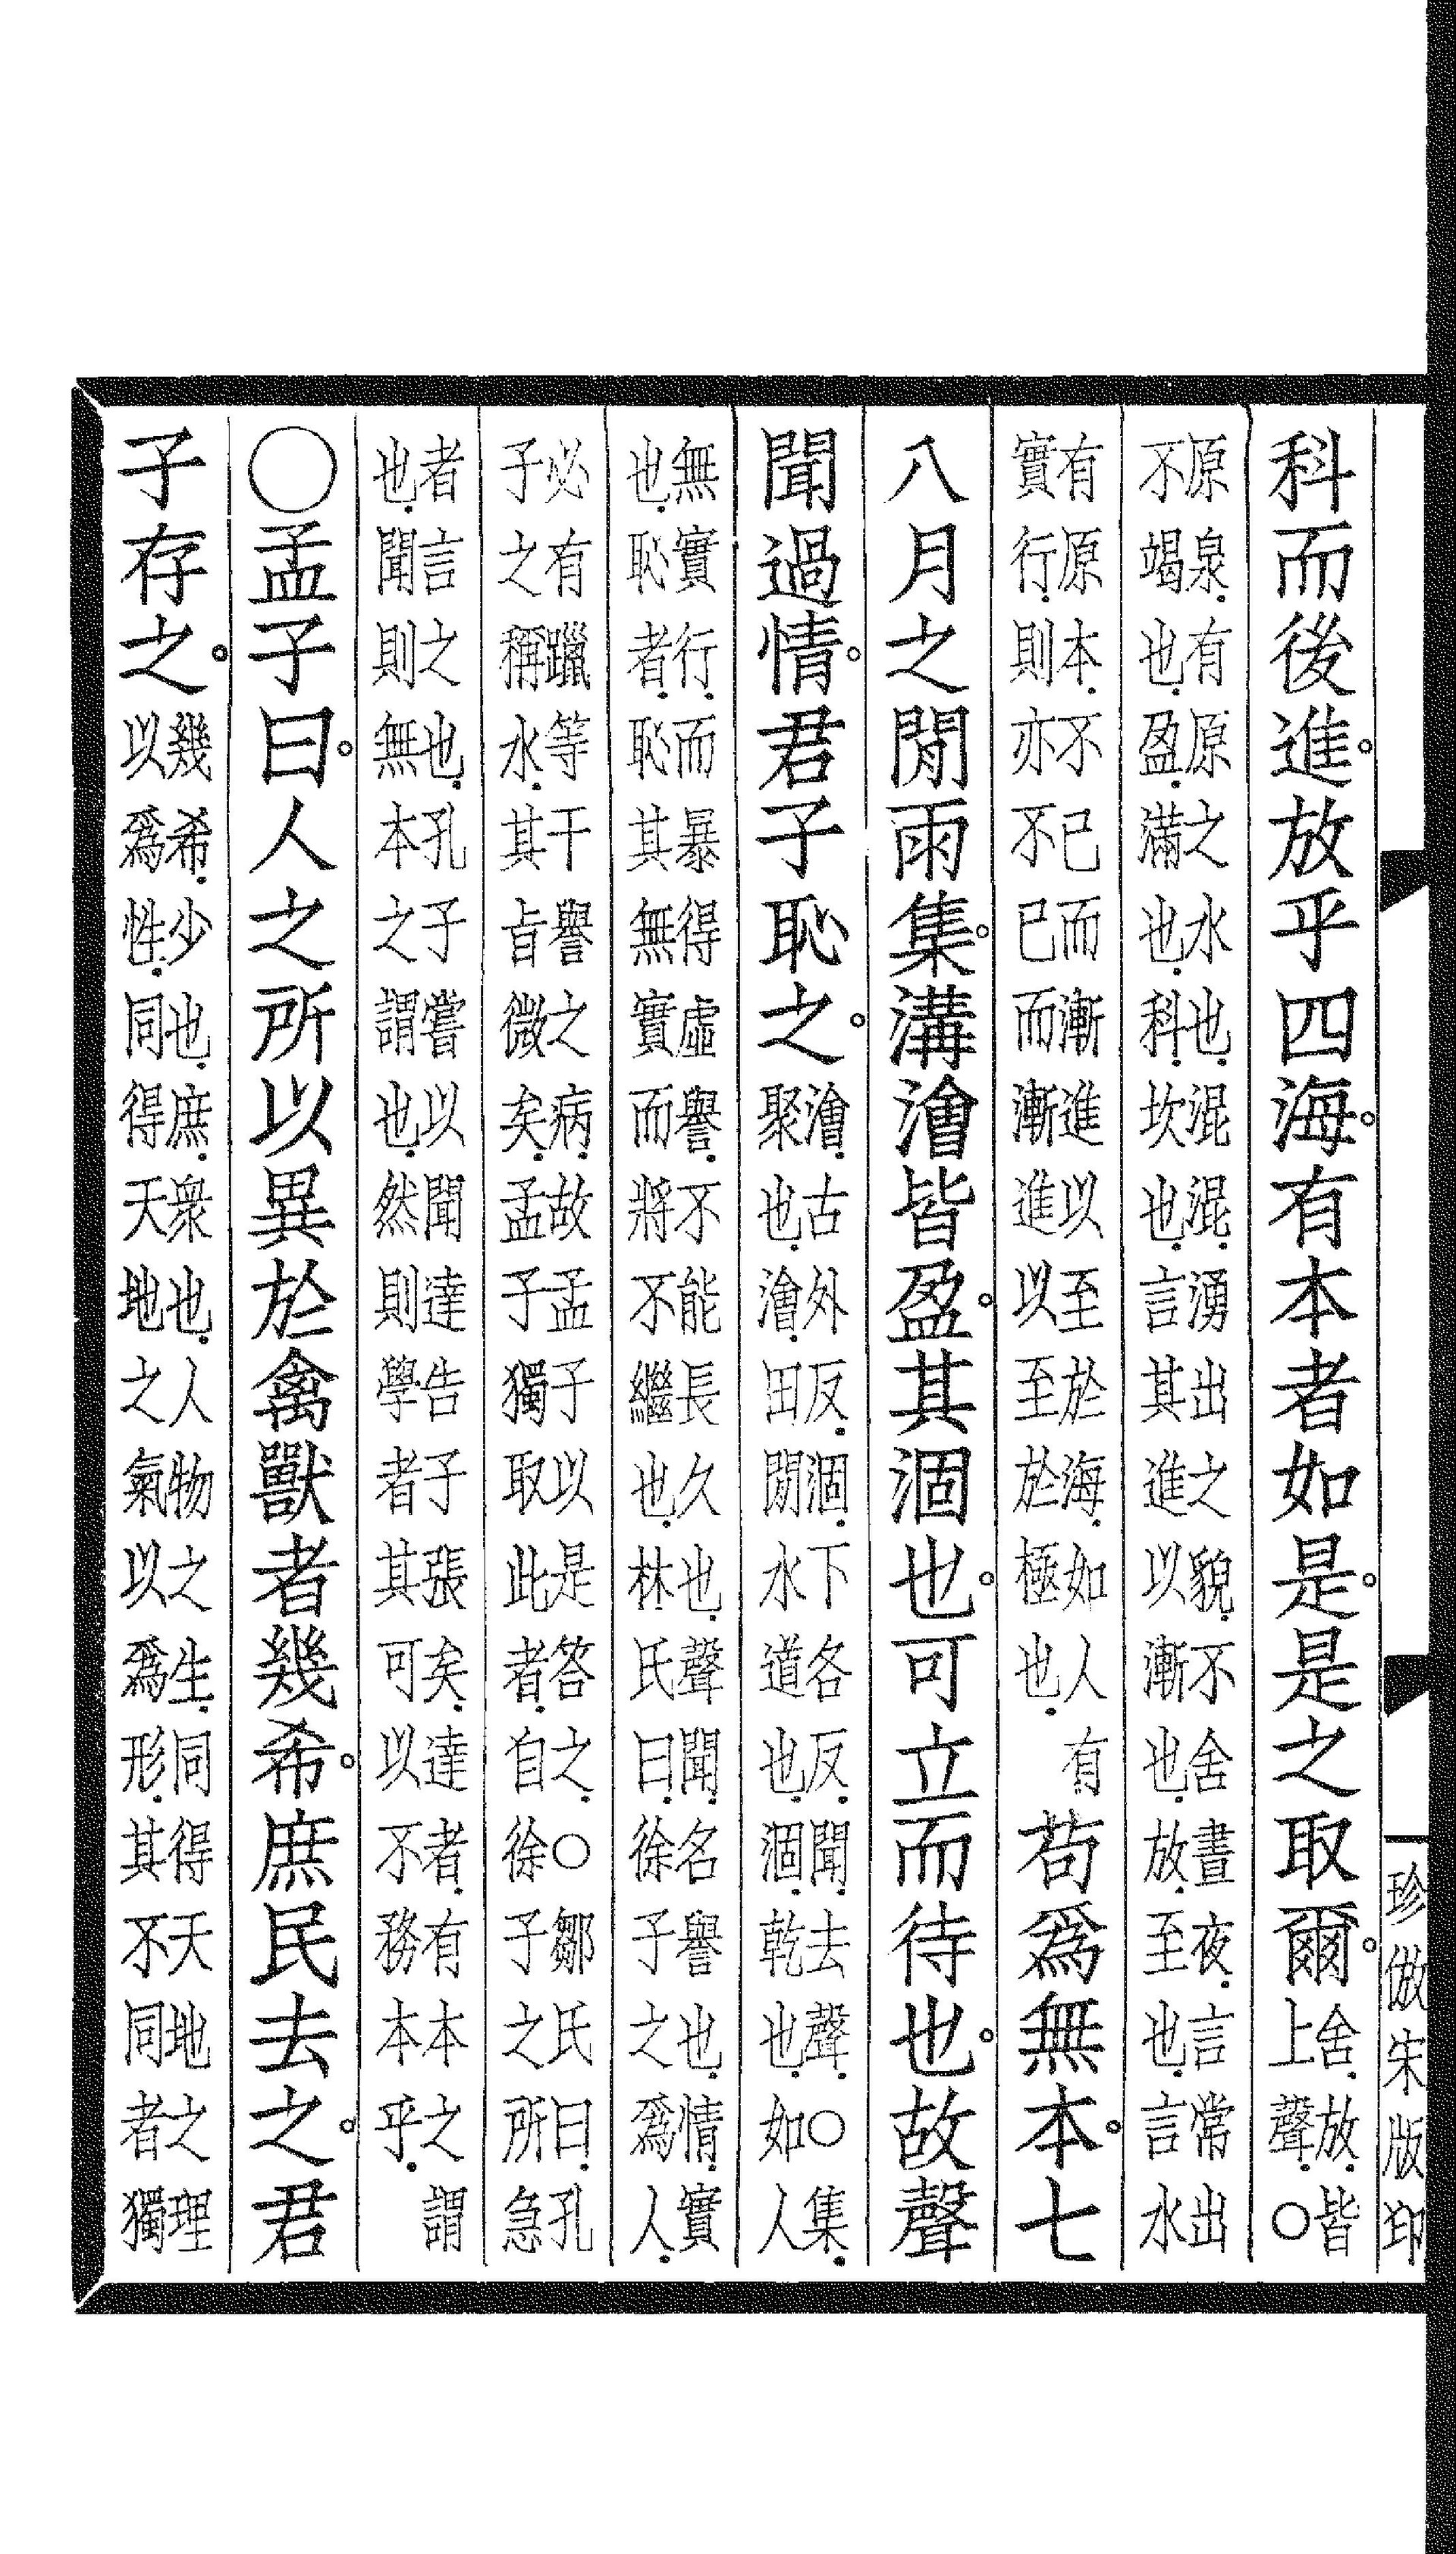 珍倣宋版印
科而後進。放乎四海。有本者如是。是之取爾。
舍。放。皆
上聲。○
原泉。有原之水也。混混。湧出之貌。不舍晝夜。言常出
不竭也。盈。滿也。科。坎也。言其進以漸也。放。至也。言水
有原本。不已而漸進以至於海。如人有
實行。則亦不已而漸進以至於極也。
苟爲無本。七
八月之閒雨集。溝澮皆盈。其涸也。可立而待也。故聲
聞過情。君子恥之。
澮。古外反。涸。下各反。聞。去聲。○集。
聚也。澮。田閒水道也。涸。乾也。如人
無實行。而暴得虛譽。不能長久也。聲聞。名譽也。情。實
也。恥者。恥其無實而將不繼也。林氏曰。徐子之爲人。
必有躐等干譽之病。故孟子以是答之。○鄒氏曰。孔
子之稱水。其旨微矣。孟子獨取此者。自徐子之所急
者言之也。孔子嘗以聞達告子張矣。達者。有本之謂
也。聞則無本之謂也。然則學者其可以不務本乎。
○孟子曰。人之所以異於禽獸者幾希。庶民去之。君
子存之。
幾希。少也。庶。衆也。人物之生。同得天地之理
以爲性。同得天地之氣以爲形。其不同者獨